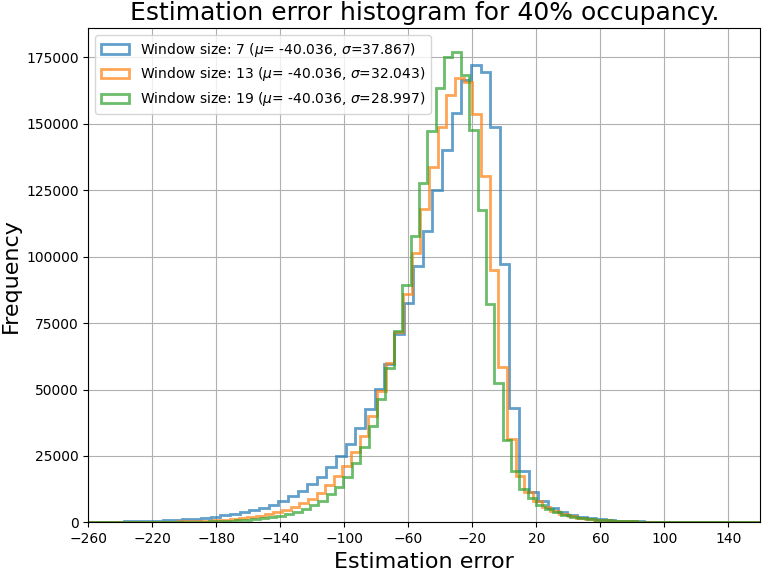 Estimation error histogram for 40% occupancy.
Window size: 7 (μ= -40.036, σ=37.867)
Window size: 13 (μ= -40.036, σ=32.043)
Window size: 19 (μ= -40.036, σ=28.997)
Frequency
175000
150000
125000
100000
75000
50000
25000
0
−260 −220 −180 −140 −100 −60 −20 20 60 100 140
Estimation error